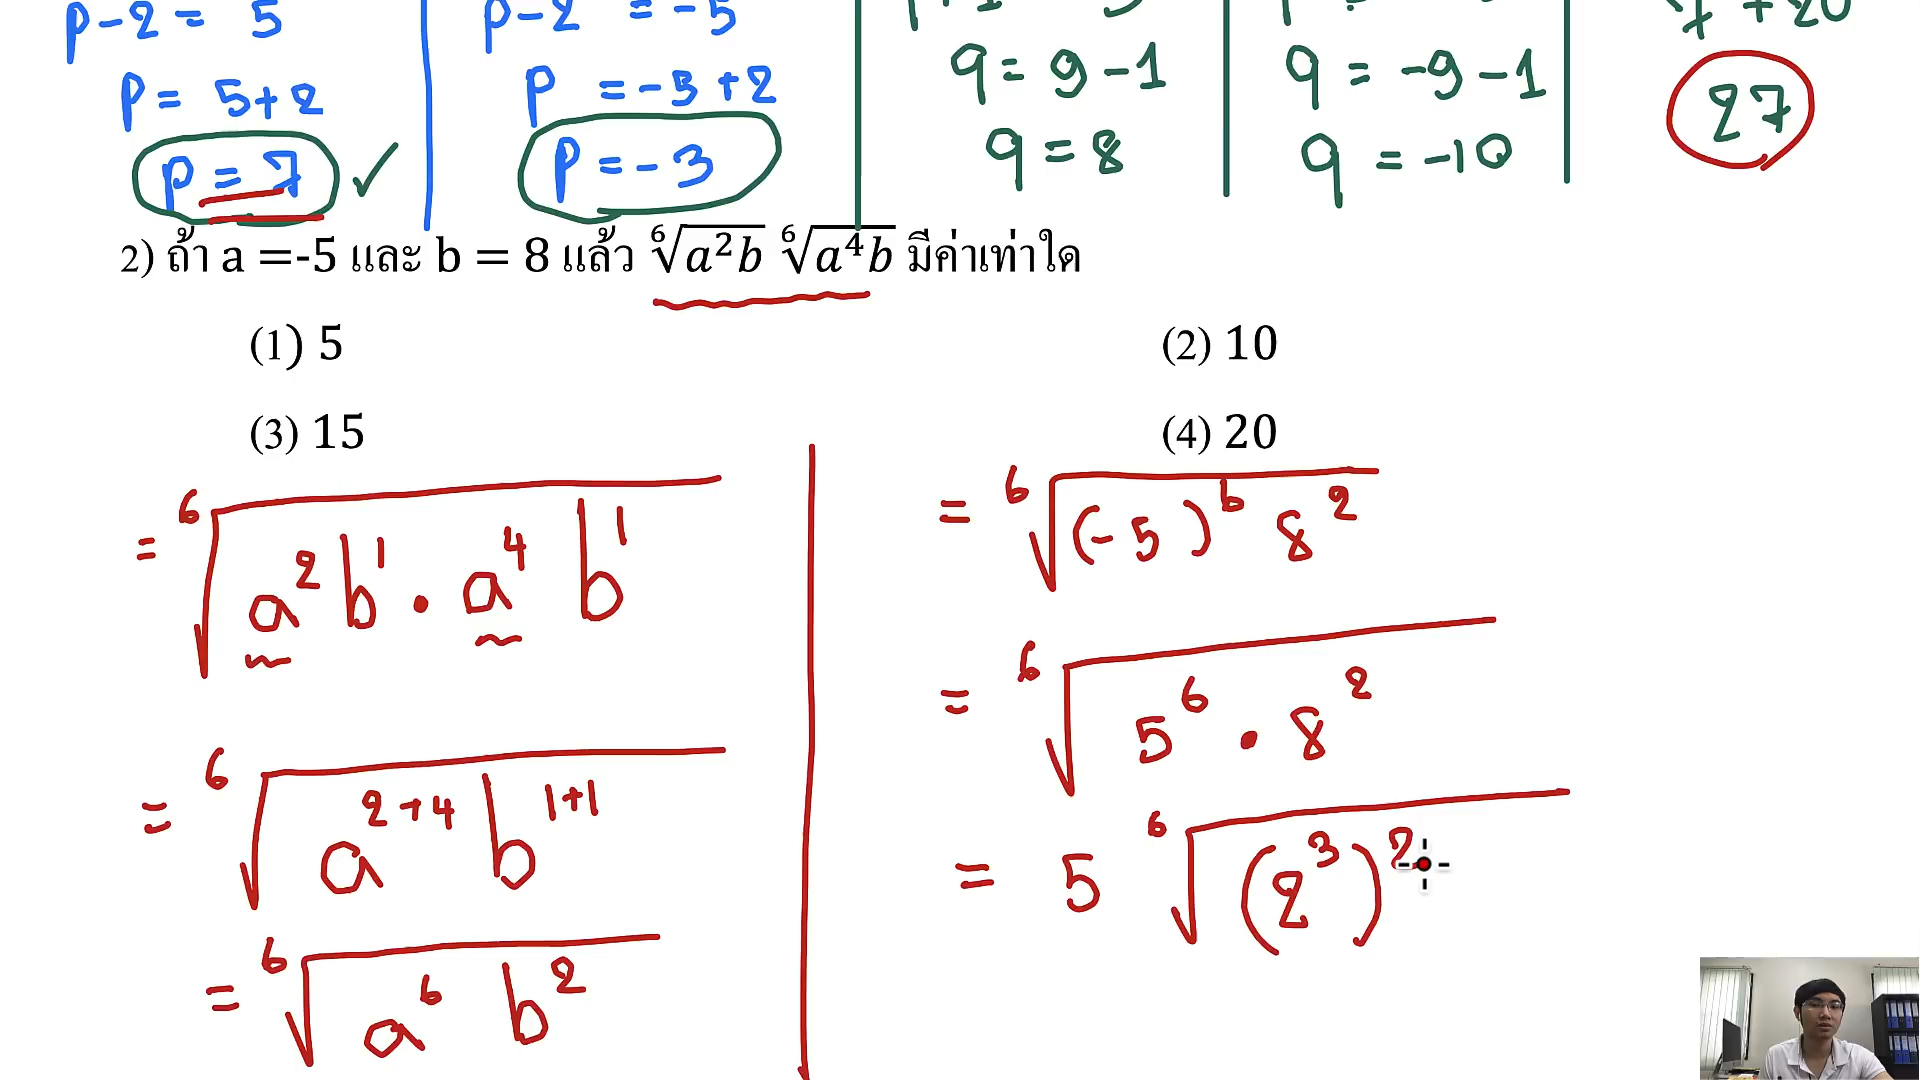 p-2 = 5
p = 5+2
p = 7 ✓
p-2 = -5
p = -5+2
p = -3
q = 9-1
q = 8
q = -9-1
q = -10
7 +20
27
2) ถ้า a =-5 และ b = 8 แล้ว ⁶√a²b ⁶√a⁴b มีค่าเท่าใด
(1) 5
(2) 10
(3) 15
(4) 20
= ⁶√a²b¹ · a⁴ b¹
= ⁶√a²⁺⁴ b¹⁺¹
= ⁶√a⁶ b²
= ⁶√(-5)⁶ 8²
= ⁶√5⁶ · 8²
= 5 ⁶√(2³)²